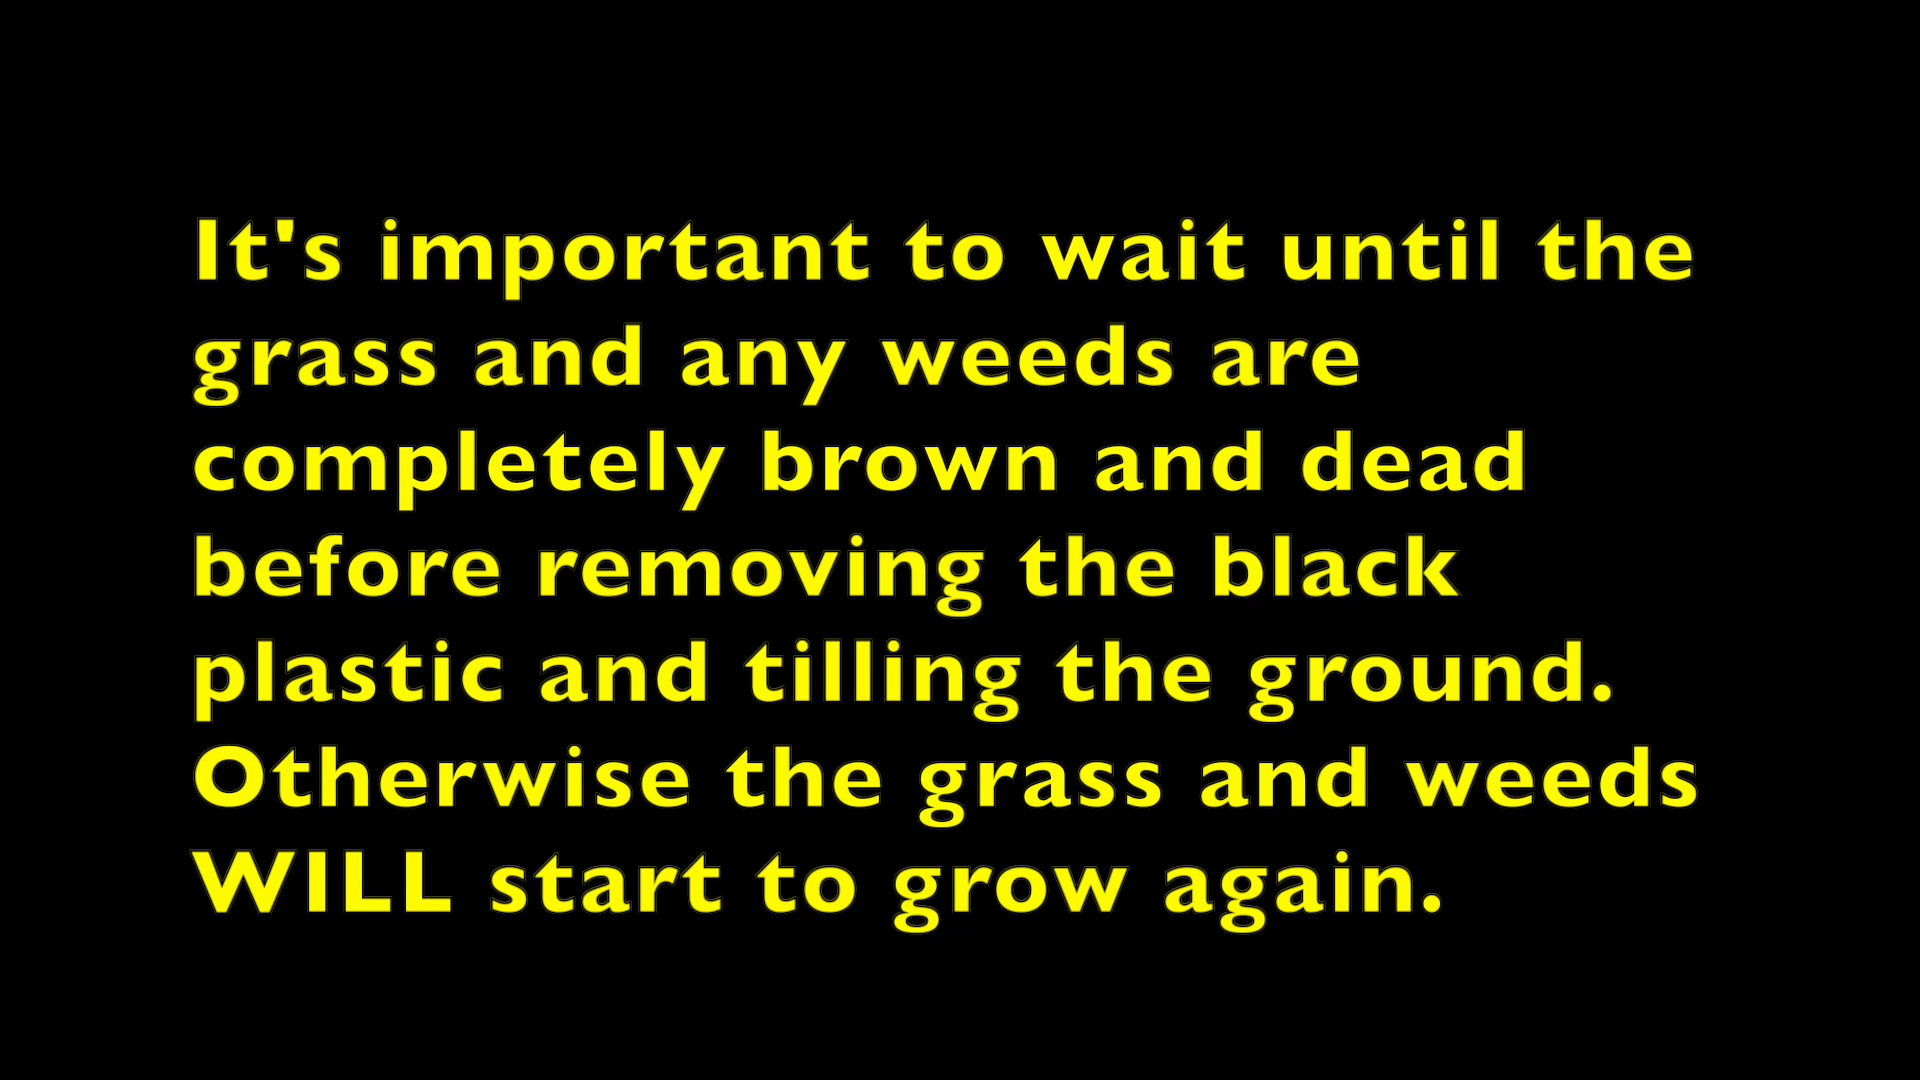 It's important to wait until the
grass and any weeds are
completely brown and dead
before removing the black
plastic and tilling the ground.
Otherwise the grass and weeds
WILL start to grow again.